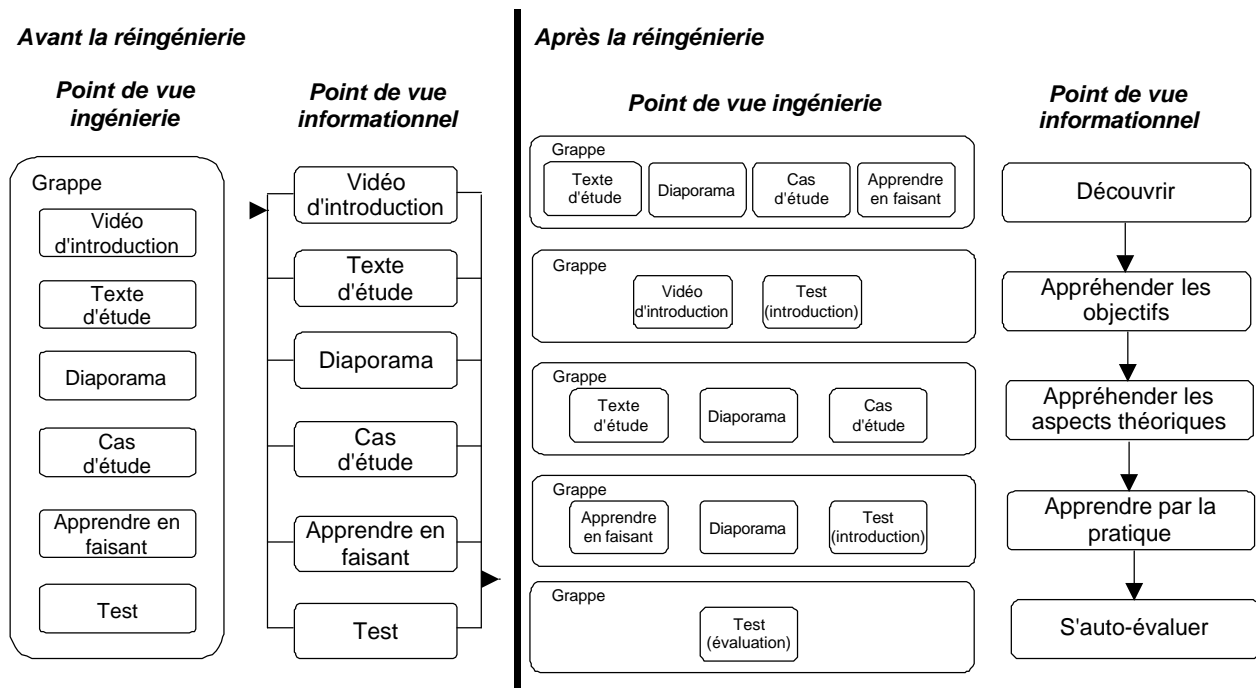 Avant la réingénierie
Point de vue
ingénierie
Point de vue
informationnel
Grappe
Vidéo
d'introduction
Texte
d'étude
Diaporama
Cas
d'étude
Apprendre en
faisant
Test
Vidéo
d'introduction
Texte
d'étude
Diaporama
Cas
d'étude
Apprendre en
faisant
Test
Après la réingénierie
Point de vue ingénierie
Point de vue
informationnel
Grappe
Texte
d'étude
Diaporama
Cas
d'étude
Apprendre
en faisant
Grappe
Vidéo
d'introduction
Test
(introduction)
Grappe
Texte
d'étude
Diaporama
Cas
d'étude
Grappe
Apprendre
en faisant
Diaporama
Test
(introduction)
Grappe
Test
(évaluation)
Découvrir
Appréhender les
objectifs
Appréhender les
aspects théoriques
Apprendre par la
pratique
S'auto-évaluer